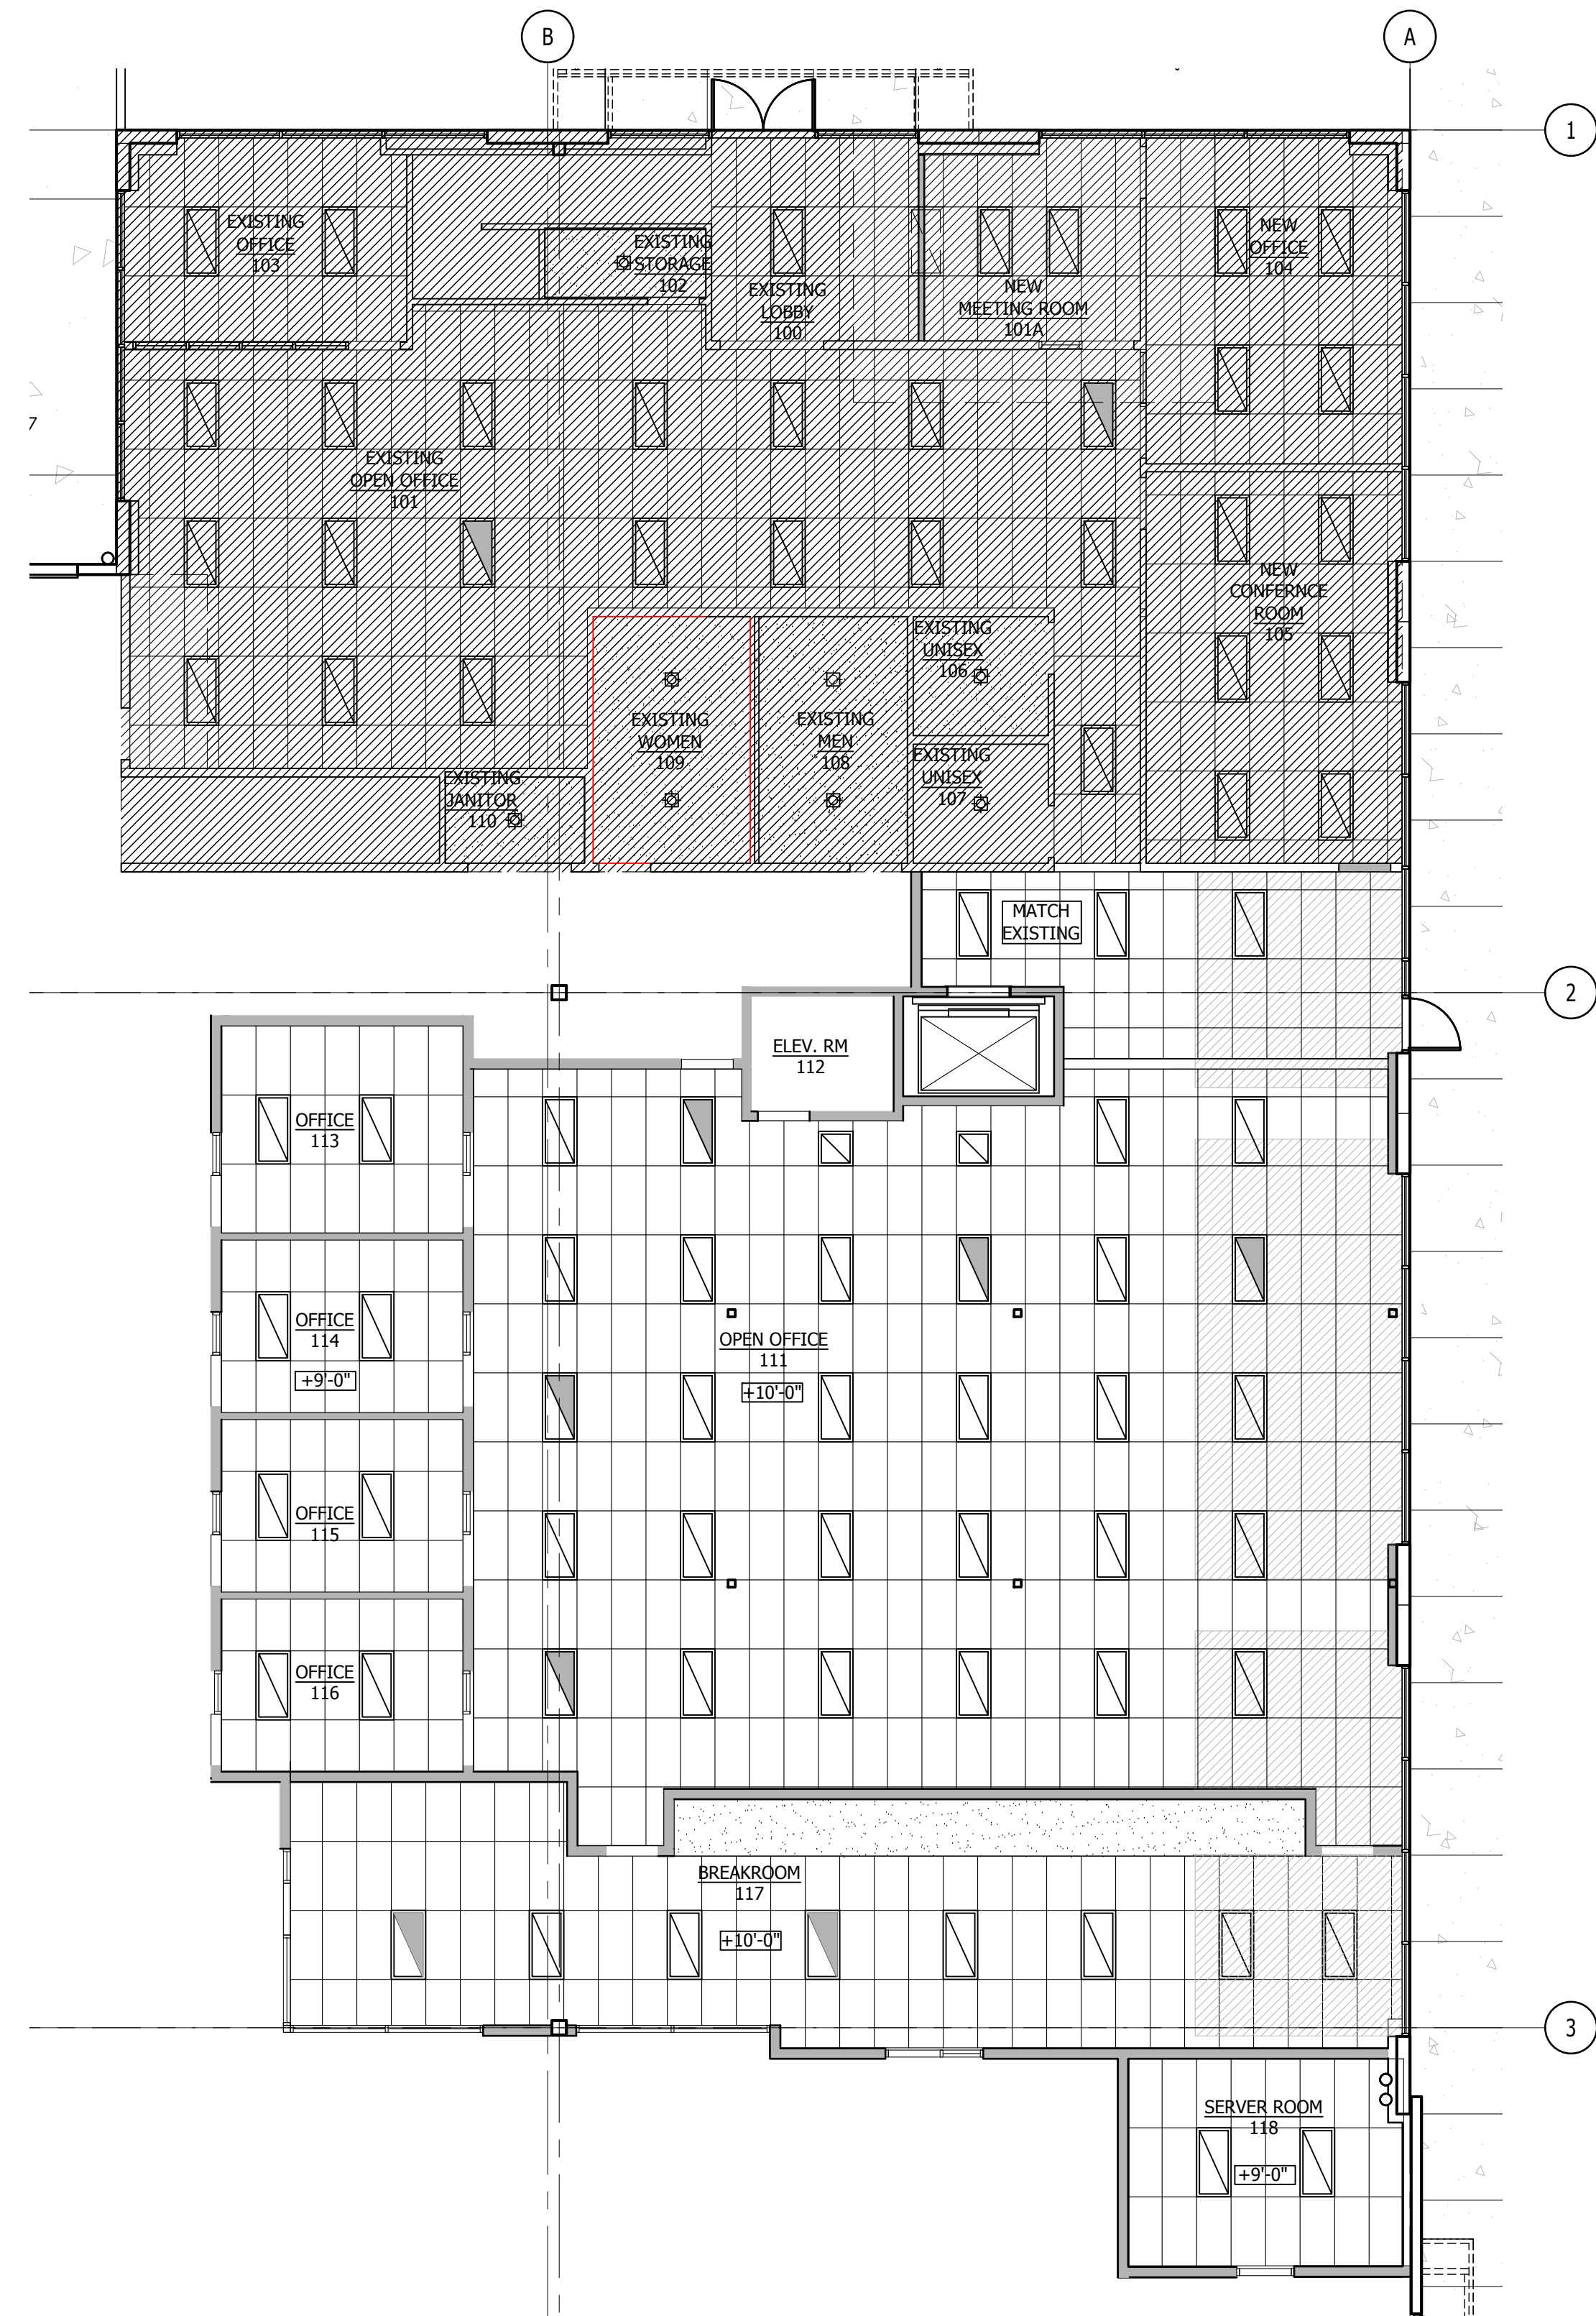 B
A
1
EXISTING
OFFICE
103
EXISTING
STORAGE
102
EXISTING
LOBBY
100
NEW
MEETING ROOM
101A
NEW
OFFICE
104
7
EXISTING
OPEN OFFICE
101
NEW
CONFERNCE
ROOM
105
EXISTING
UNISEX
106
EXISTING
WOMEN
109
EXISTING
MEN
108
EXISTING
UNISEX
107
EXISTING
JANITOR
110
MATCH
EXISTING
2
ELEV. RM
112
OFFICE
113
OFFICE
114
+9'-0"
OPEN OFFICE
111
+10'-0"
OFFICE
115
OFFICE
116
BREAKROOM
117
+10'-0"
3
SERVER ROOM
118
+9'-0"